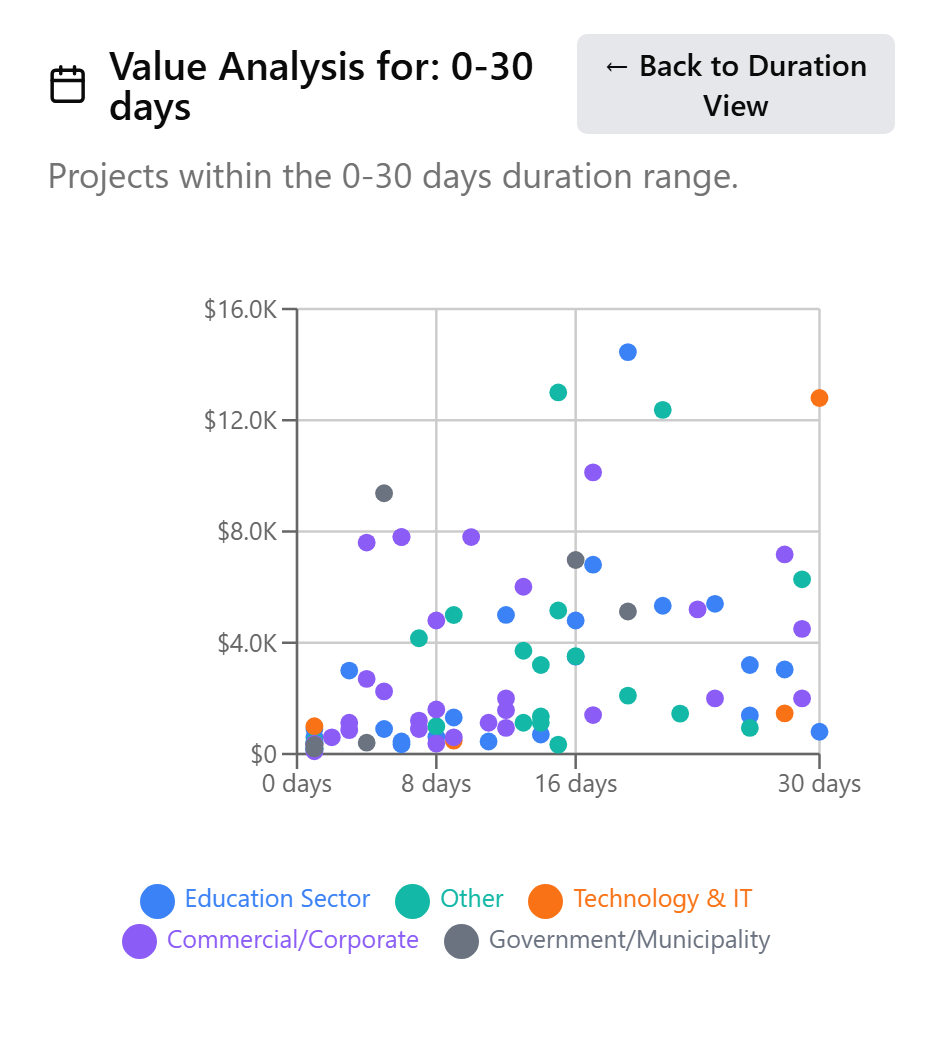 Value Analysis for: 0-30
days
← Back to Duration
View
Projects within the 0-30 days duration range.
$16.0K
$12.0K
$8.0K
$4.0K
$0
0 days
8 days
16 days
30 days
Education Sector
Other
Technology & IT
Commercial/Corporate
Government/Municipality